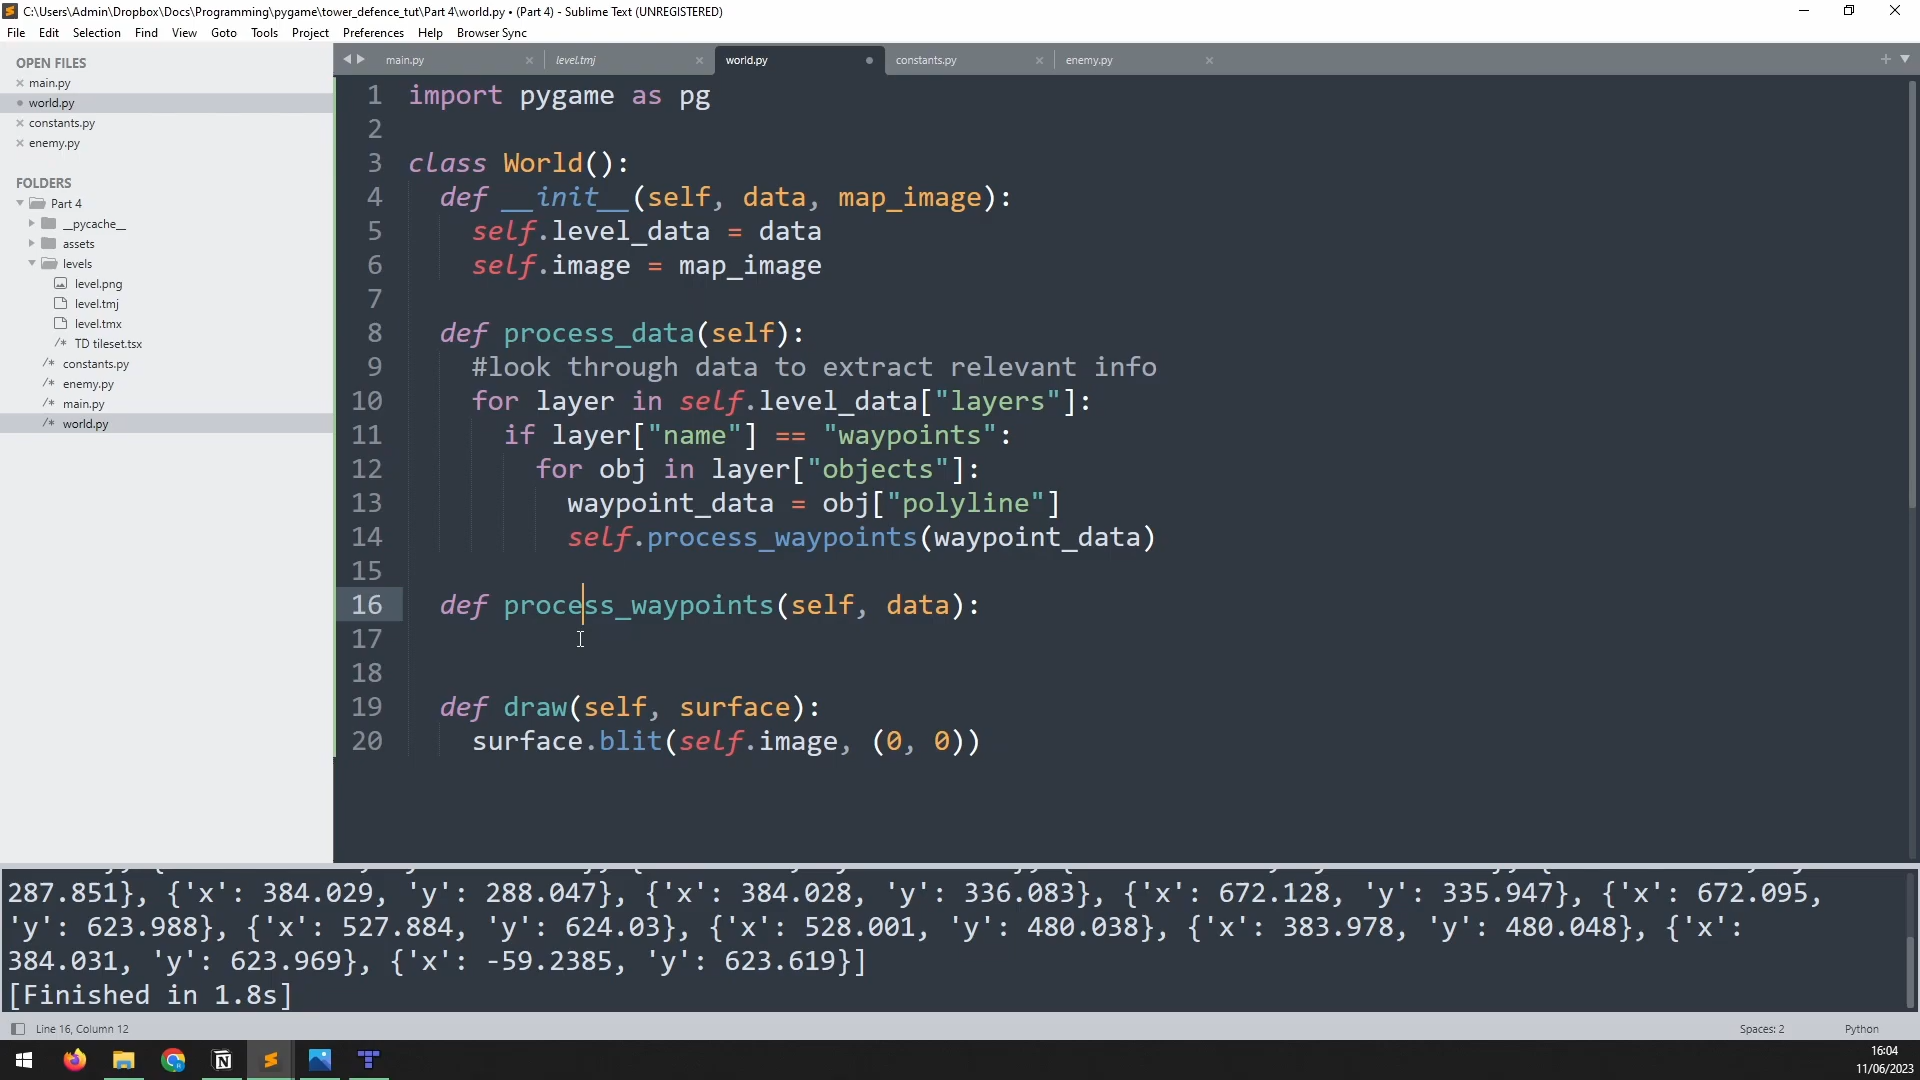 C:\Users\Admin\Dropbox\Docs\Programming\pygame\tower_defence_tut\Part 4\world.py • (Part 4) - Sublime Text (UNREGISTERED)
File Edit Selection Find View Goto Tools Project Preferences Help Browser Sync
OPEN FILES
main.py
world.py
constants.py
enemy.py
FOLDERS
Part 4
__pycache__
assets
levels
level.png
level.tmj
level.tmx
TD tileset.tsx
constants.py
enemy.py
main.py
world.py
main.py level.tmj world.py constants.py enemy.py
1 import pygame as pg
2
3 class World():
4   def __init__(self, data, map_image):
5     self.level_data = data
6     self.image = map_image
7
8   def process_data(self):
9     #look through data to extract relevant info
10     for layer in self.level_data["layers"]:
11       if layer["name"] == "waypoints":
12         for obj in layer["objects"]:
13           waypoint_data = obj["polyline"]
14           self.process_waypoints(waypoint_data)
15
16   def process_waypoints(self, data):
17
18
19   def draw(self, surface):
20     surface.blit(self.image, (0, 0))
287.851}, {'x': 384.029, 'y': 288.047}, {'x': 384.028, 'y': 336.083}, {'x': 672.128, 'y': 335.947}, {'x': 672.095,
'y': 623.988}, {'x': 527.884, 'y': 624.03}, {'x': 528.001, 'y': 480.038}, {'x': 383.978, 'y': 480.048}, {'x':
384.031, 'y': 623.969}, {'x': -59.2385, 'y': 623.619}]
[Finished in 1.8s]
Line 16, Column 12
Spaces: 2
Python
16:04
11/06/2023